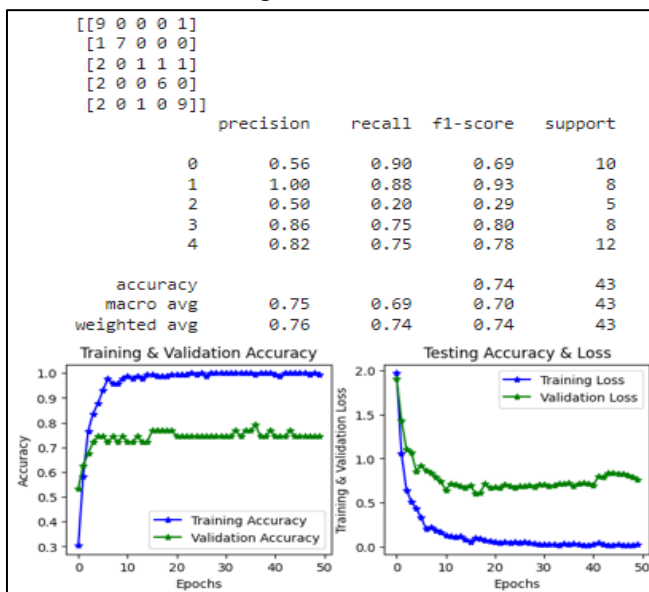 [[9 0 0 0 1]
[1 7 0 0 0]
[2 0 1 1 1]
[2 0 0 6 0]
[2 0 1 0 9]]
precision recall f1-score support
0 0.56 0.90 0.69 10
1 1.00 0.88 0.93 8
2 0.50 0.20 0.29 5
3 0.86 0.75 0.80 8
4 0.82 0.75 0.78 12
accuracy 0.74 43
macro avg 0.75 0.69 0.70 43
weighted avg 0.76 0.74 0.74 43
Training & Validation Accuracy
1.0
0.9
0.8
0.7
0.6
0.5
0.4
0.3
Accuracy
Training Accuracy
Validation Accuracy
0 10 20 30 40 50
Epochs
Testing Accuracy & Loss
2.0
1.5
1.0
0.5
0.0
Training & Validation Loss
Training Loss
Validation Loss
0 10 20 30 40 50
Epochs